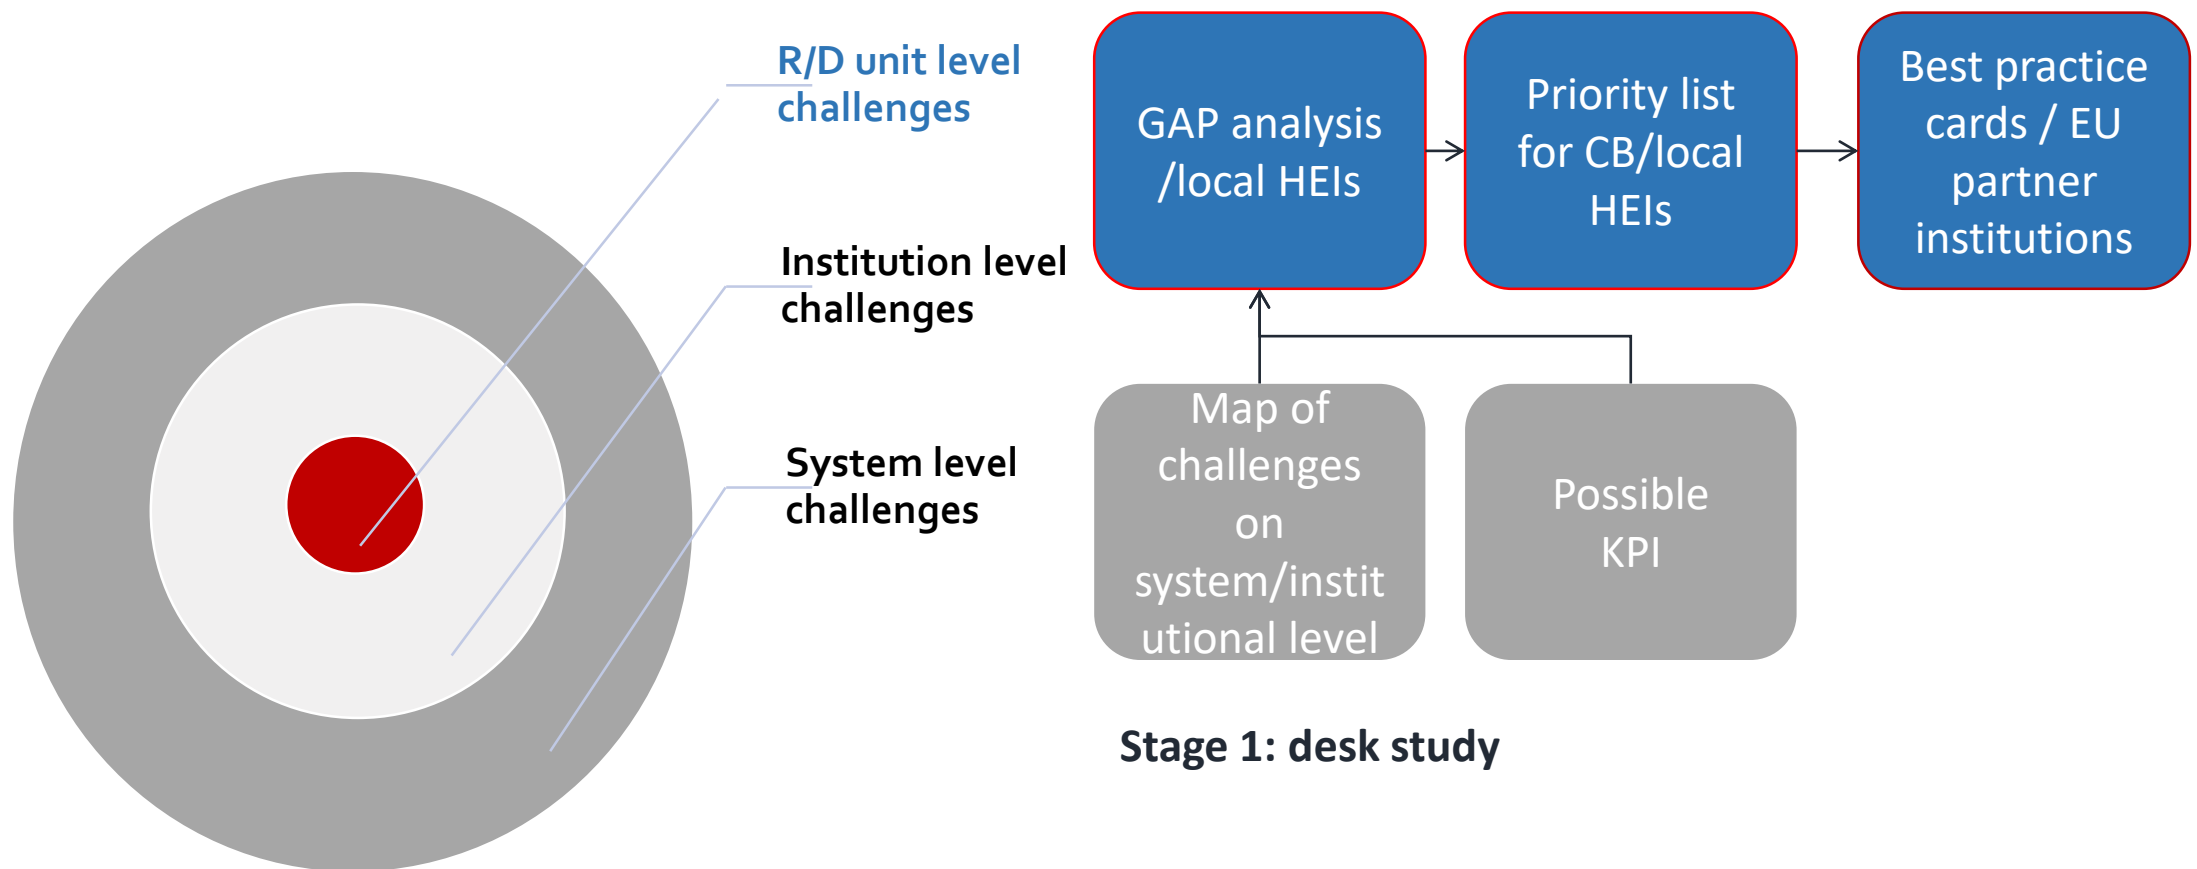 R/D unit level
challenges
Institution level
challenges
System level
challenges
GAP analysis
/local HEIs
Priority list
for CB/local
HEIs
Best practice
cards / EU
partner
institutions
Map of
challenges
on
system/instit
utional level
Possible
KPI
Stage 1: desk study